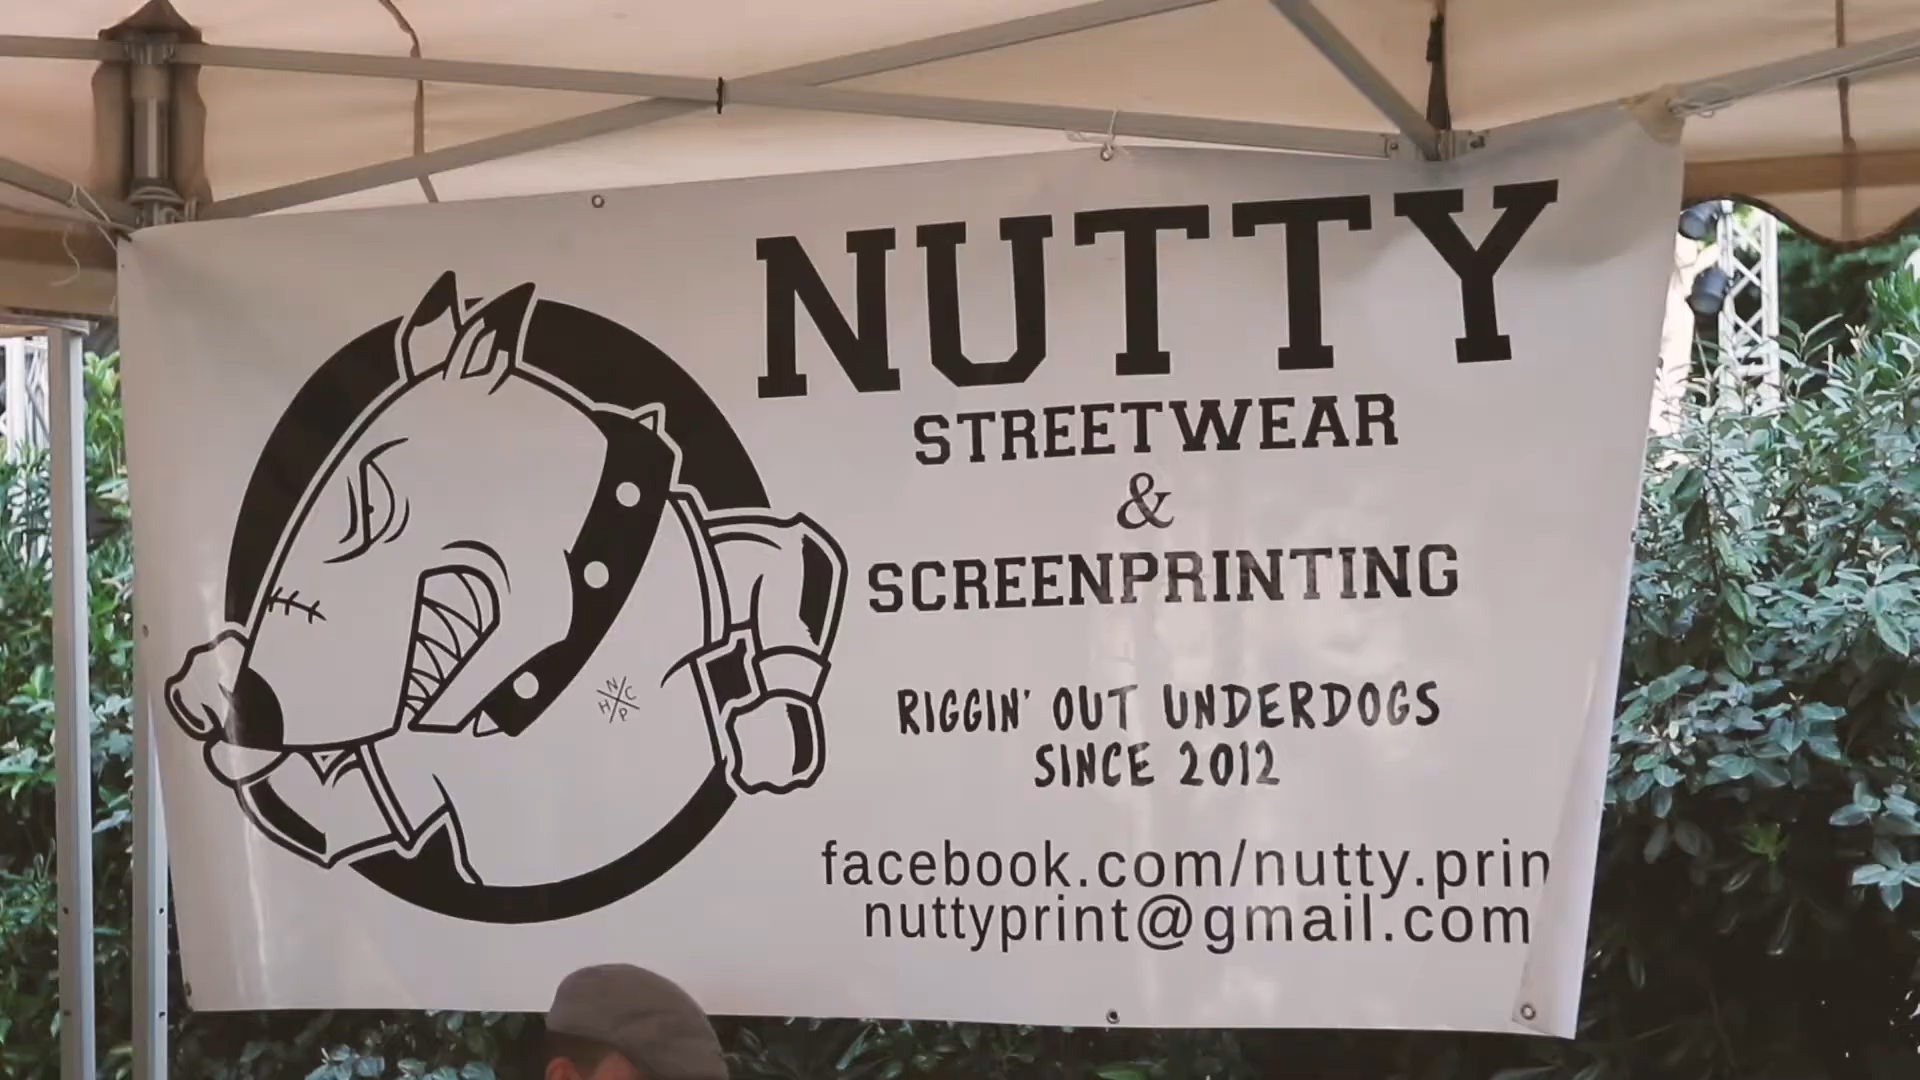 NUTTY
STREETWEAR
&
SCREENPRINTING
RIGGIN' OUT UNDERDOGS
SINCE 2012
facebook.com/nutty.prin
nuttyprint@gmail.com
N
H C
P